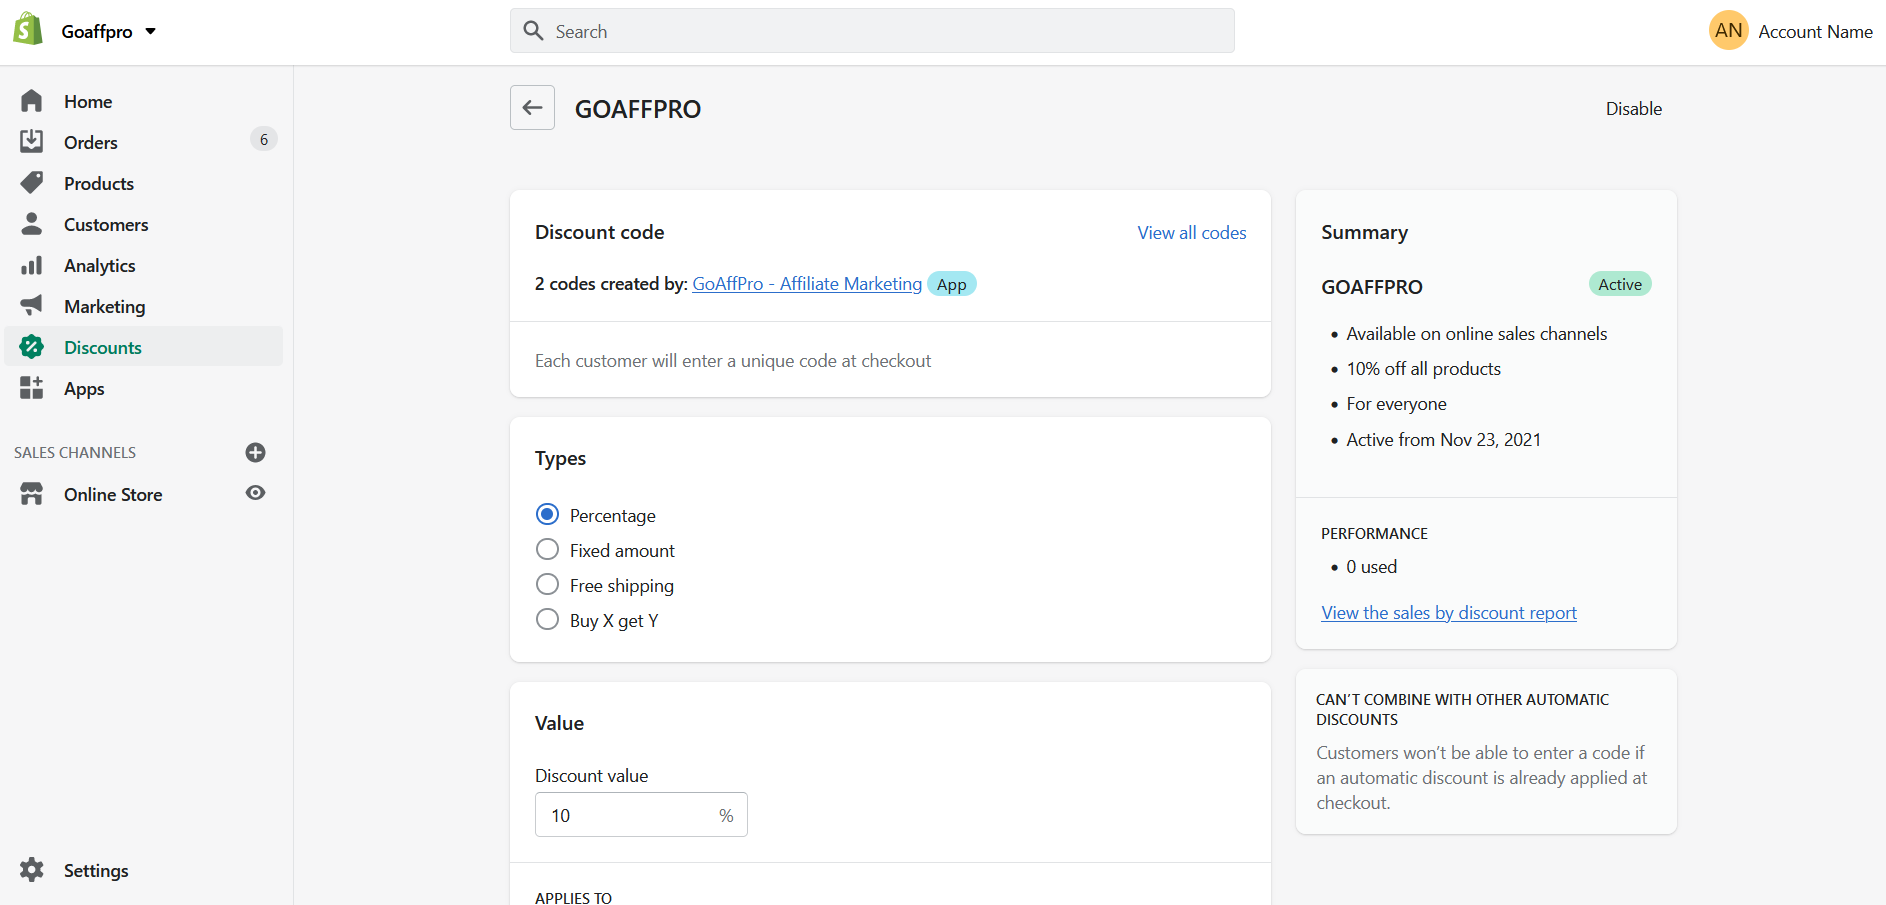 Goaffpro
Search
AN Account Name
Home
Orders 6
Products
Customers
Analytics
Marketing
Discounts
Apps
SALES CHANNELS
Online Store
Settings
GOAFFPRO
Disable
Discount code
View all codes
2 codes created by: GoAffPro - Affiliate Marketing App
Each customer will enter a unique code at checkout
Types
Percentage
Fixed amount
Free shipping
Buy X get Y
Value
Discount value
10 %
APPLIES TO
Summary
GOAFFPRO Active
• Available on online sales channels
• 10% off all products
• For everyone
• Active from Nov 23, 2021
PERFORMANCE
• 0 used
View the sales by discount report
CAN’T COMBINE WITH OTHER AUTOMATIC
DISCOUNTS
Customers won’t be able to enter a code if
an automatic discount is already applied at
checkout.